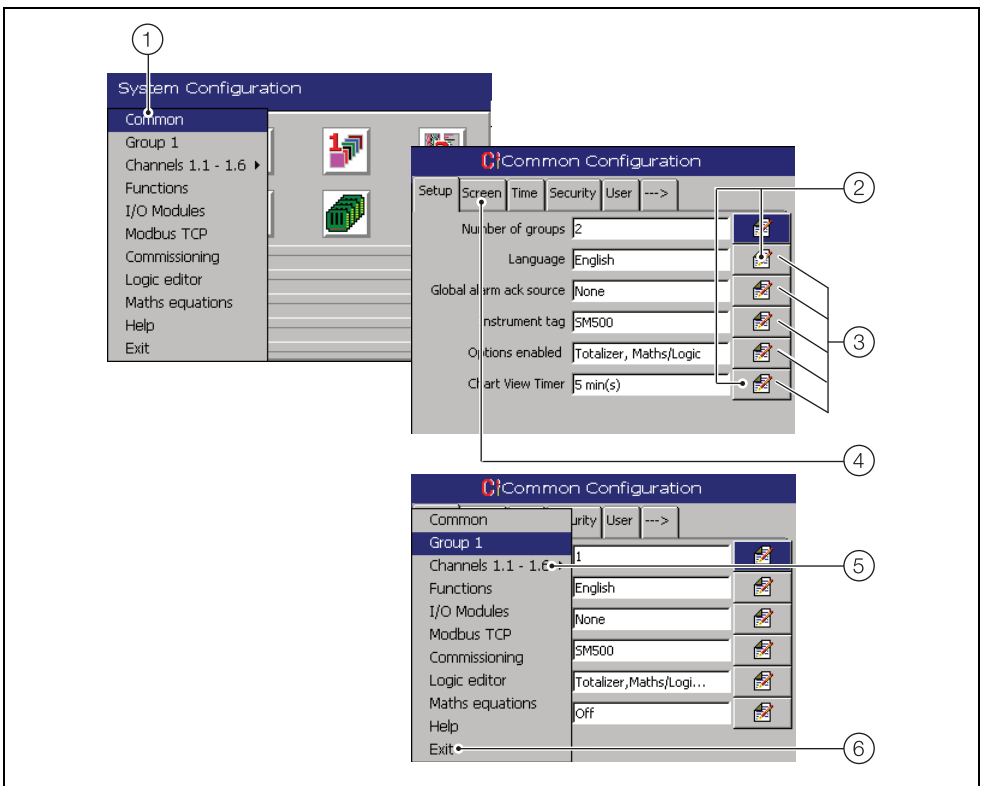 1
System Configuration
Common
Group 1
Channels 1.1 - 1.6
Functions
I/O Modules
Modbus TCP
Commissioning
Logic editor
Maths equations
Help
Exit
1
Common Configuration
Setup Screen Time Security User --->
Number of groups 2
Language English
Global alarm ack source None
Instrument tag SM500
Options enabled Totalizer, Maths/Logic
Chart View Timer 5 min(s)
2
3
4
Common Configuration
urity User --->
Common
Group 1
Channels 1.1 - 1.6
Functions
I/O Modules
Modbus TCP
Commissioning
Logic editor
Maths equations
Help
Exit
1
English
None
SM500
Totalizer,Maths/Logi...
Off
5
6